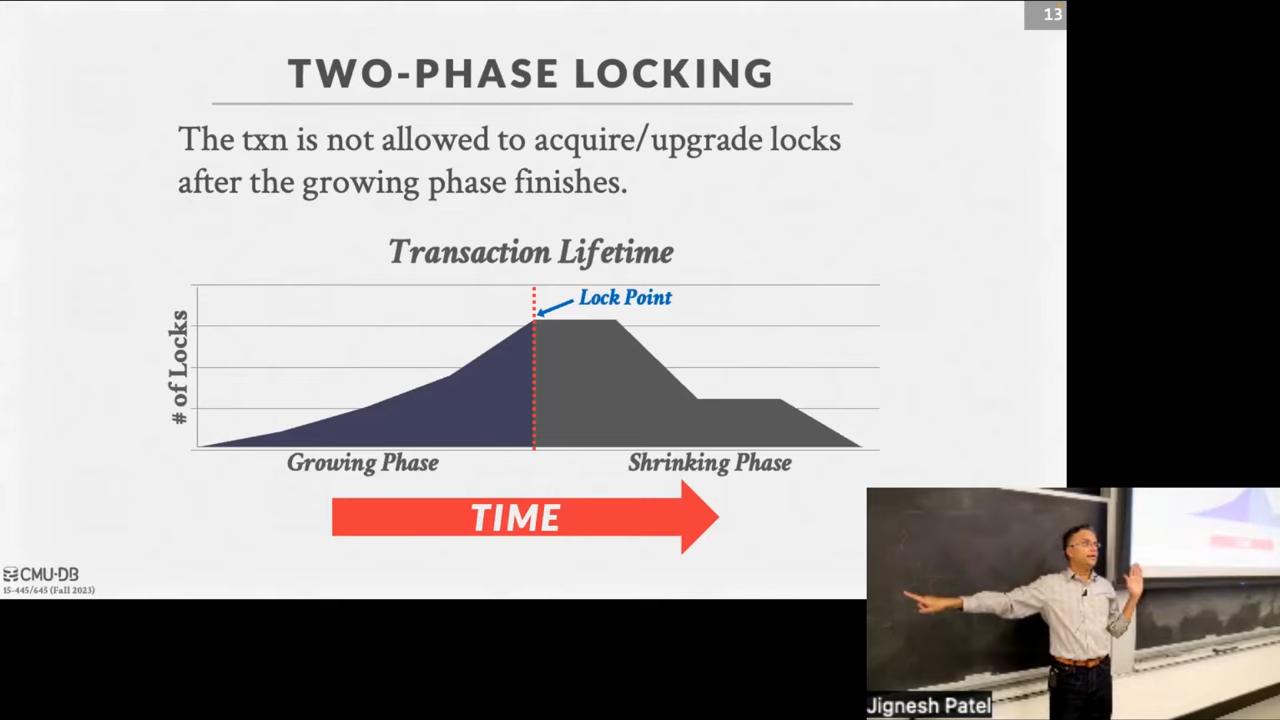 13
TWO-PHASE LOCKING
The txn is not allowed to acquire/upgrade locks
after the growing phase finishes.
Transaction Lifetime
Lock Point
# of Locks
Growing Phase
Shrinking Phase
TIME
CMU·DB
15-445/645 (Fall 2023)
Jignesh Patel